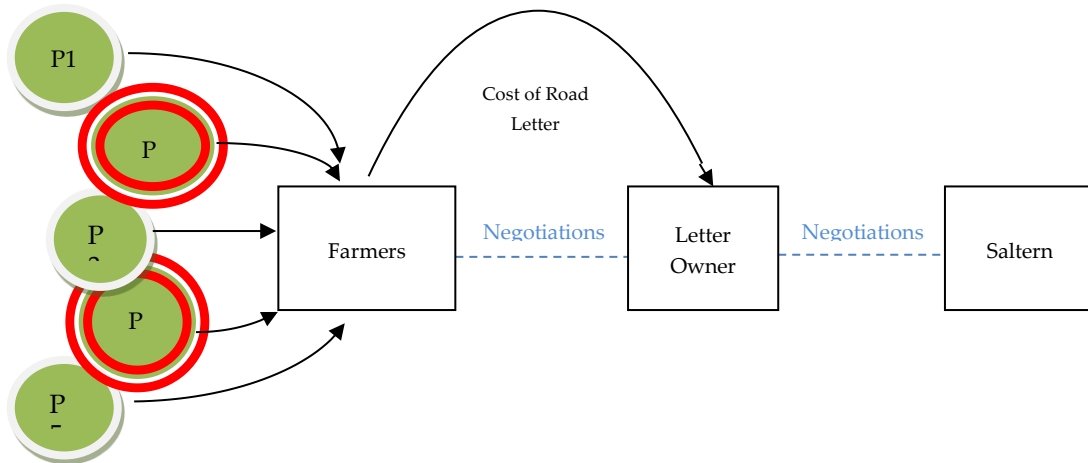 P1
P
P
P
P
Cost of Road
Letter
Farmers
Negotiations
Letter
Owner
Negotiations
Saltern